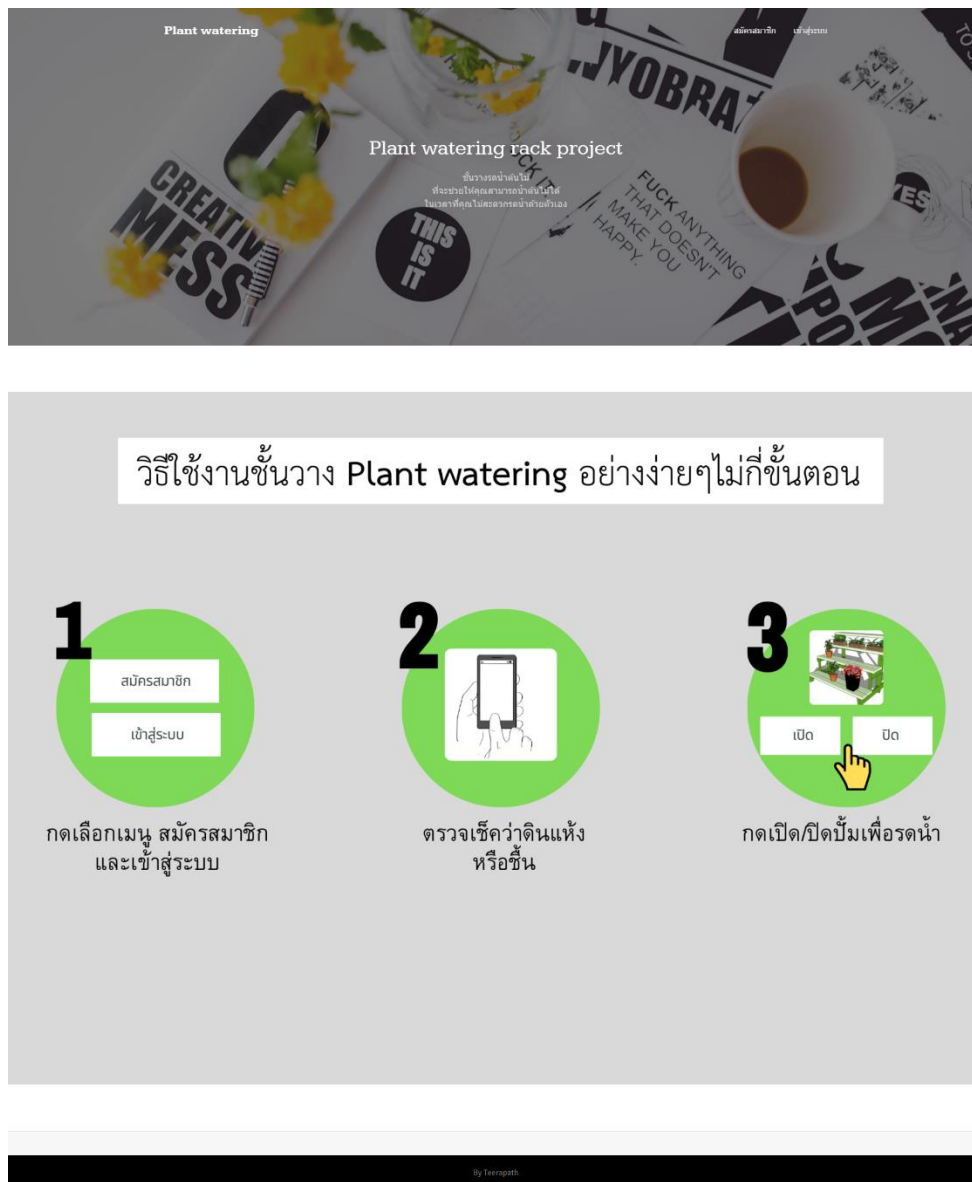 Plant watering
สมัครสมาชิก เข้าสู่ระบบ
Plant watering rack project
ชั้นวางรดน้ำต้นไม้
ที่จะช่วยให้คุณสามารถรดน้ำต้นไม้ได้
ในเวลาที่คุณไม่สะดวกรดน้ำด้วยตัวเอง
CREATIVE
MESS
THIS
IS
IT
FUCK ANYTHING
THAT DOESN'T
MAKE YOU
HAPPY.
YES
วิธีใช้งานชั้นวาง Plant watering อย่างง่ายๆไม่กี่ขั้นตอน
1
สมัครสมาชิก
เข้าสู่ระบบ
กดเลือกเมนู สมัครสมาชิก
และเข้าสู่ระบบ
2
ตรวจเช็คว่าดินแห้ง
หรือชื้น
3
เปิด ปิด
กดเปิด/ปิดปั้มเพื่อรดน้ำ
By Teerapath